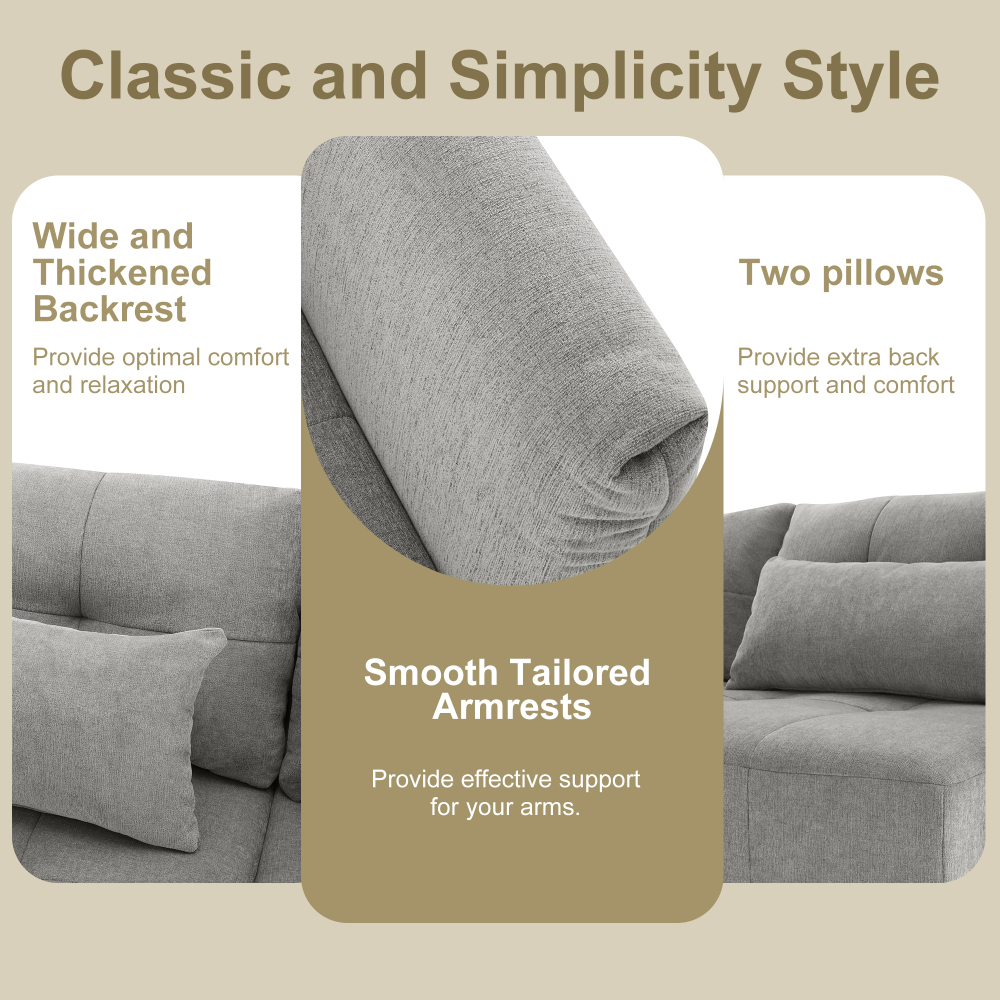 Classic and Simplicity Style
Wide and
Thickened
Backrest
Provide optimal comfort
and relaxation
Smooth Tailored
Armrests
Provide effective support
for your arms.
Two pillows
Provide extra back
support and comfort